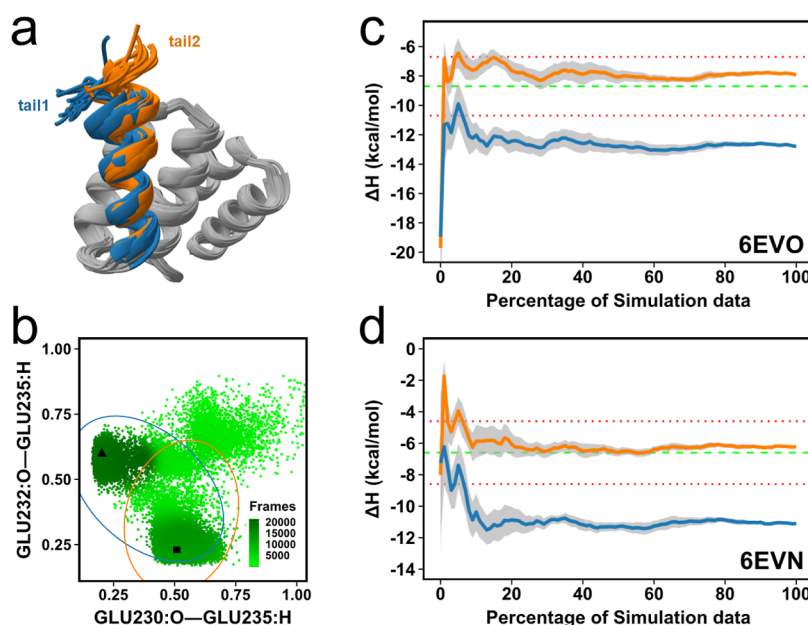 a
tail2
tail1
b
1.00
0.75
0.50
0.25
GLU232:O—GLU235:H
Frames
20000
15000
10000
5000
0.25 0.50 0.75 1.00
GLU230:O—GLU235:H
c
-6
-8
-10
-12
-14
-16
-18
-20
ΔH (kcal/mol)
6EVO
0 20 40 60 80 100
Percentage of Simulation data
d
0
-2
-4
-6
-8
-10
-12
-14
ΔH (kcal/mol)
6EVN
0 20 40 60 80 100
Percentage of Simulation data